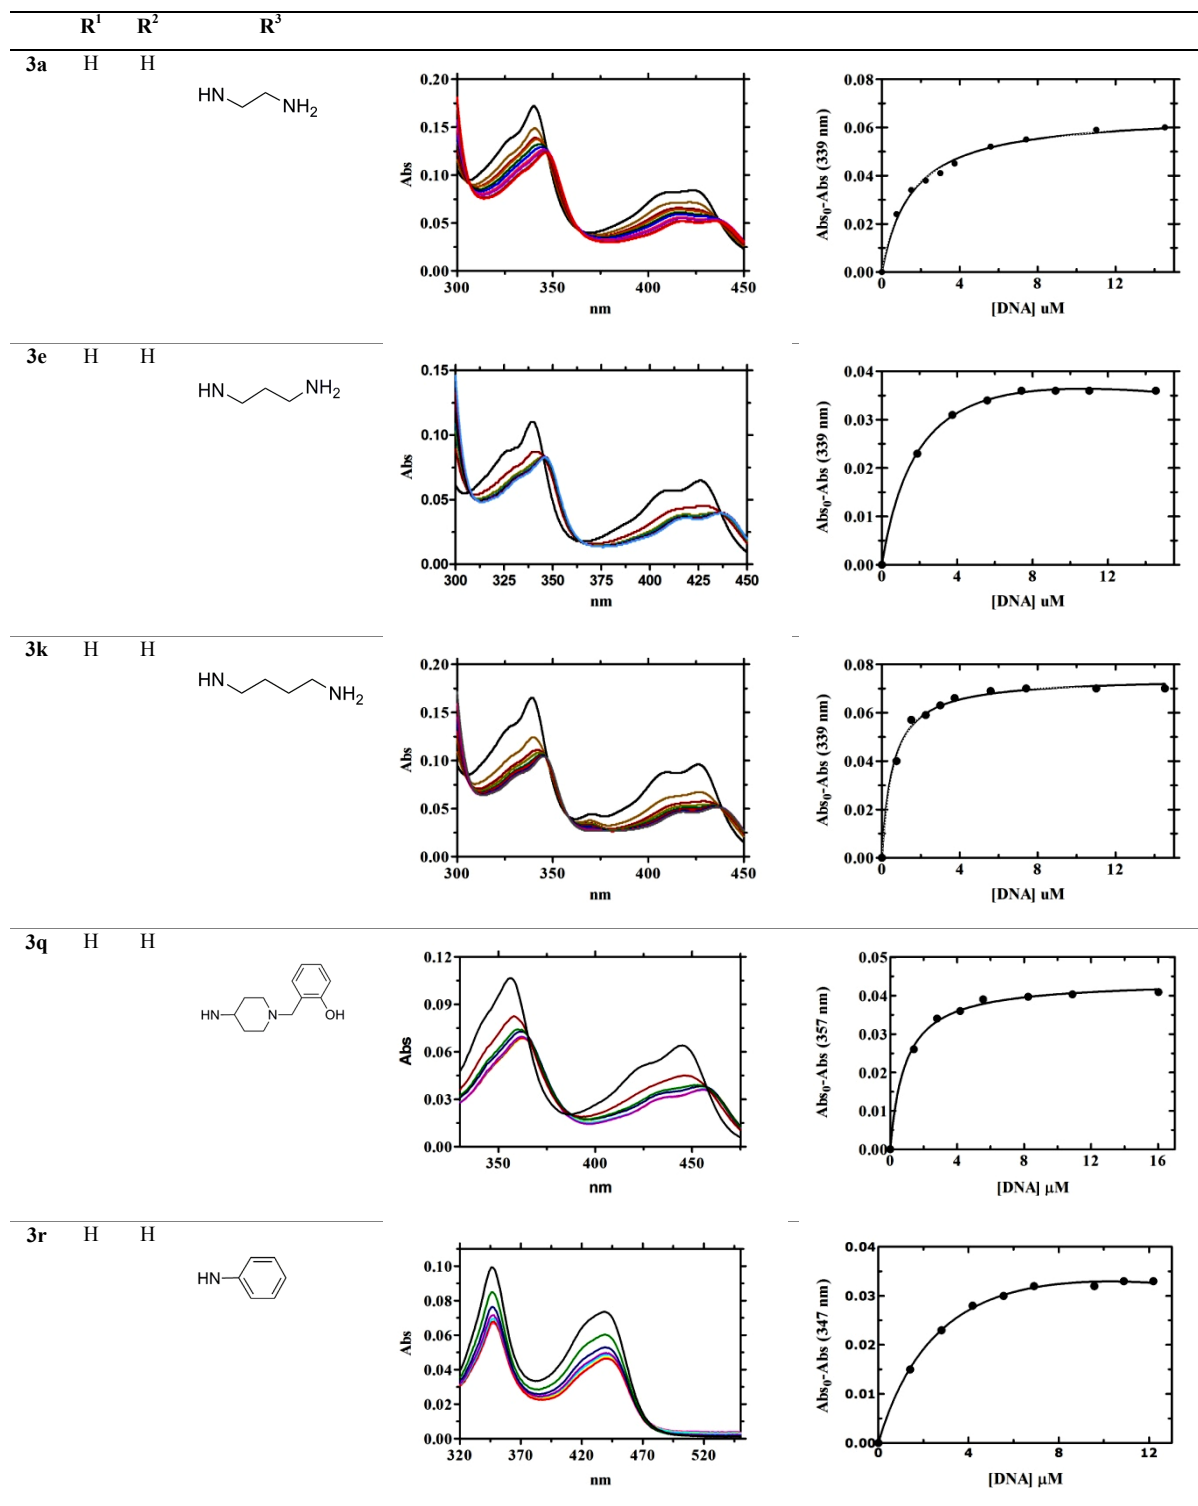 R¹ R² R³
3a H H
HN NH₂
0.20 0.15 0.10 0.05 0.00
Abs
300 350 400 450
nm
0.08 0.06 0.04 0.02 0.00
Abs₀-Abs (339 nm)
0 4 8 12
[DNA] uM
3e H H
HN NH₂
0.15 0.10 0.05 0.00
Abs
300 325 350 375 400 425 450
nm
0.04 0.03 0.02 0.01 0.00
Abs₀-Abs (339 nm)
0 4 8 12
[DNA] uM
3k H H
HN NH₂
0.20 0.15 0.10 0.05 0.00
Abs
300 350 400 450
nm
0.08 0.06 0.04 0.02 0.00
Abs₀-Abs (339 nm)
0 4 8 12
[DNA] uM
3q H H
HN N OH
0.12 0.09 0.06 0.03 0.00
Abs
350 400 450
nm
0.05 0.04 0.03 0.02 0.01 0.00
Abs₀-Abs (357 nm)
0 4 8 12 16
[DNA] μM
3r H H
HN
0.10 0.08 0.06 0.04 0.02 0.00
Abs
320 370 420 470 520
nm
0.04 0.03 0.02 0.01 0.00
Abs₀-Abs (347 nm)
0 4 8 12
[DNA] μM